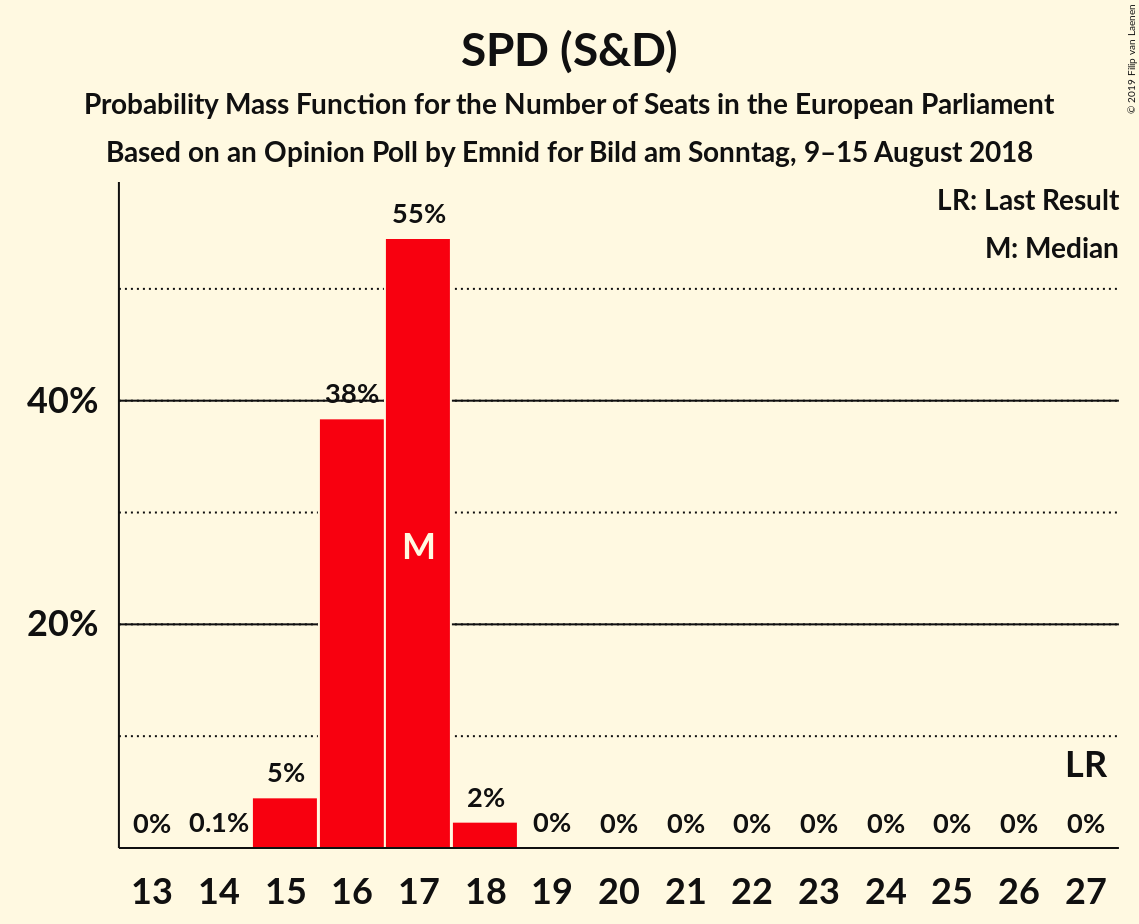 SPD (S&D)
Probability Mass Function for the Number of Seats in the European Parliament
Based on an Opinion Poll by Emnid for Bild am Sonntag, 9–15 August 2018
© 2019 Filip van Laenen
LR: Last Result
M: Median
55%
40%
38%
M
20%
LR
0% 0.1% 5% 2% 0% 0% 0% 0% 0% 0% 0% 0% 0%
13 14 15 16 17 18 19 20 21 22 23 24 25 26 27